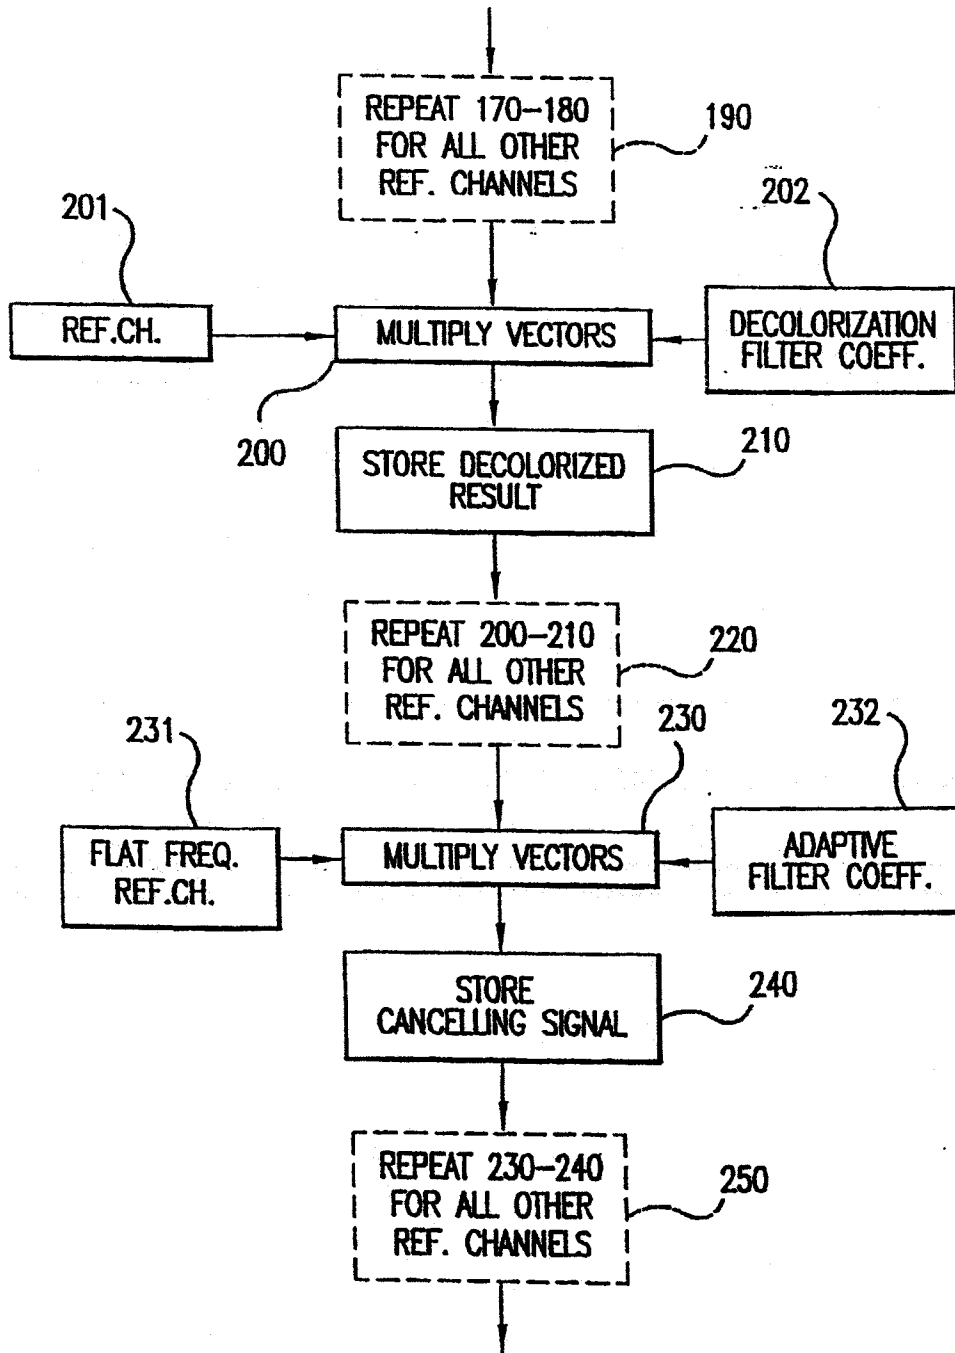 REPEAT 170-180
FOR ALL OTHER
REF. CHANNELS
190
201
202
REF.CH.
MULTIPLY VECTORS
DECOLORIZATION
FILTER COEFF.
200
STORE DECOLORIZED
RESULT
210
REPEAT 200-210
FOR ALL OTHER
REF. CHANNELS
220
231
230
232
FLAT FREQ.
REF.CH.
MULTIPLY VECTORS
ADAPTIVE
FILTER COEFF.
STORE
CANCELLING SIGNAL
240
REPEAT 230-240
FOR ALL OTHER
REF. CHANNELS
250